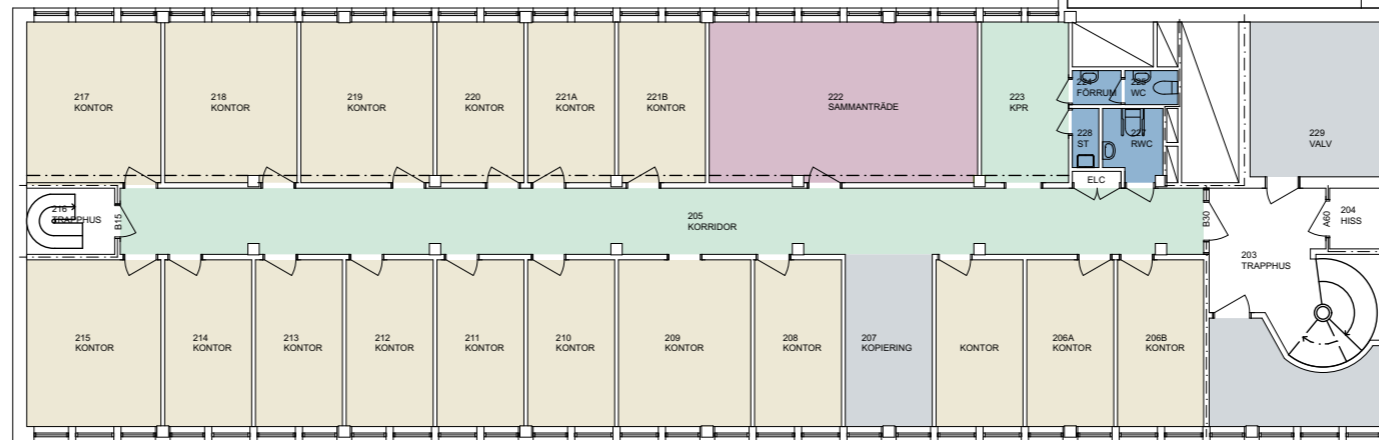 217
KONTOR
218
KONTOR
219
KONTOR
220
KONTOR
221A
KONTOR
221B
KONTOR
222
SAMMANTRÄDE
223
KPR
224
FÖRRUM
225
WC
228
ST
227
RWC
229
VALV
ELC
216
TRAPPHUS
B15
205
KORRIDOR
B30
A60
204
HISS
203
TRAPPHUS
215
KONTOR
214
KONTOR
213
KONTOR
212
KONTOR
211
KONTOR
210
KONTOR
209
KONTOR
208
KONTOR
207
KOPIERING
KONTOR
206A
KONTOR
206B
KONTOR